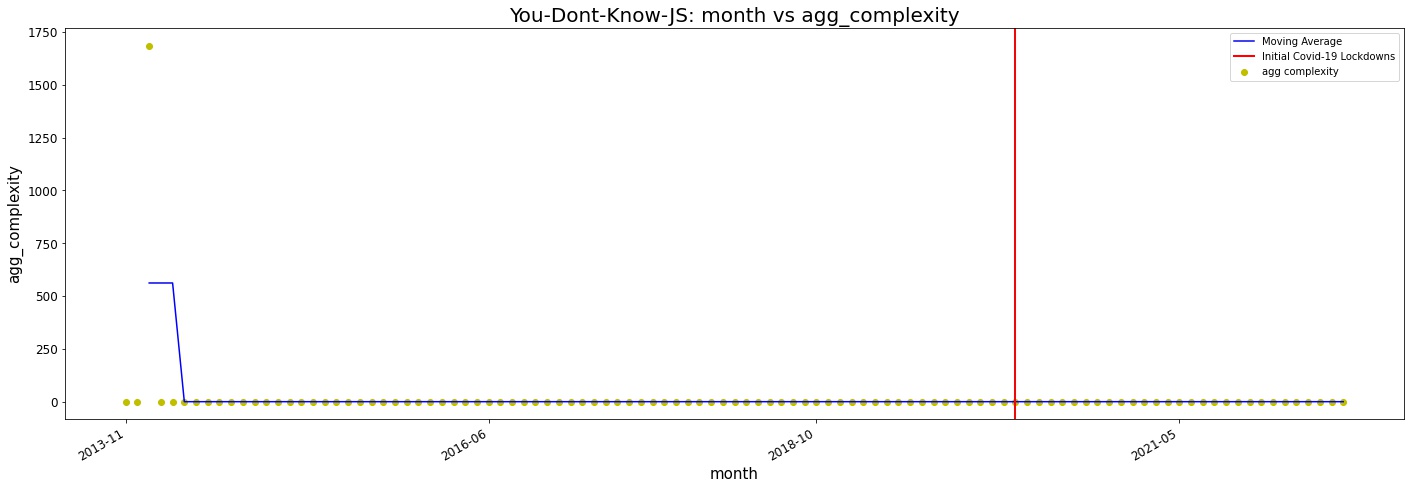 You-Dont-Know-JS: month vs agg_complexity
Moving Average
Initial Covid-19 Lockdowns
agg complexity
agg_complexity
1750
1500
1250
1000
750
500
250
0
2013-11
2016-06
2018-10
2021-05
month